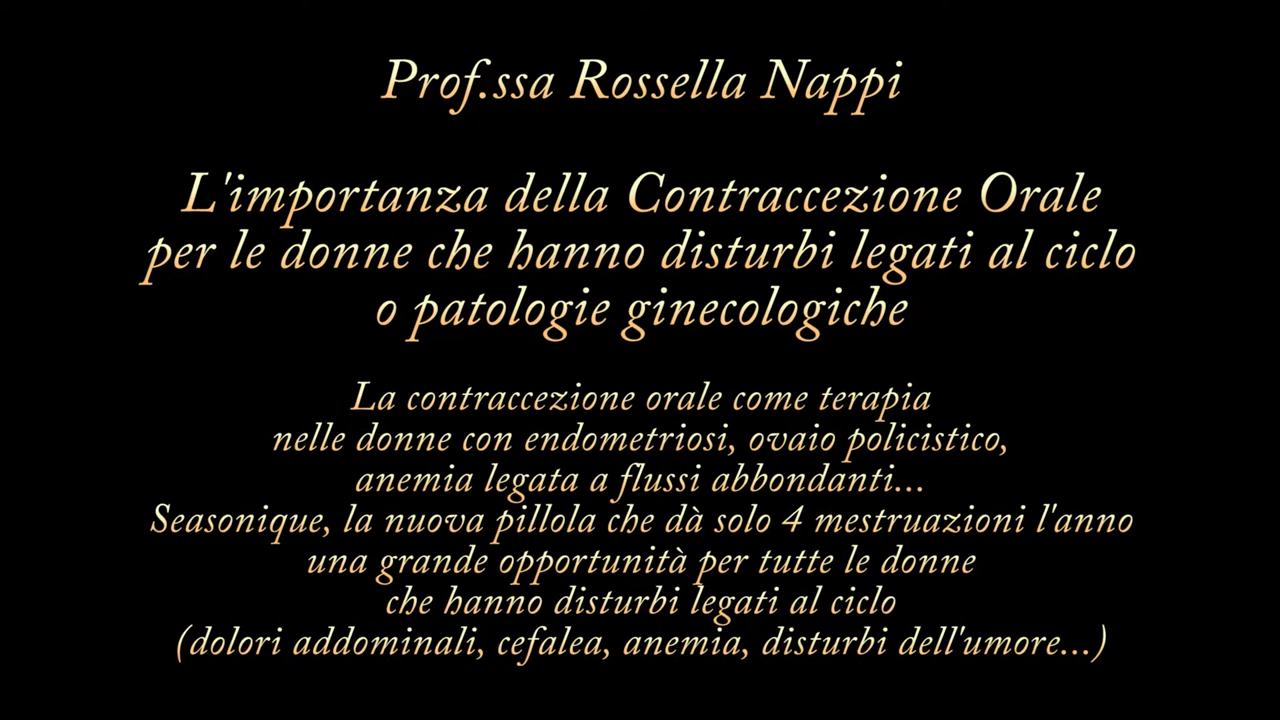 Prof.ssa Rossella Nappi
L'importanza della Contraccezione Orale
per le donne che hanno disturbi legati al ciclo
o patologie ginecologiche
La contraccezione orale come terapia
nelle donne con endometriosi, ovaio policistico,
anemia legata a flussi abbondanti...
Seasonique, la nuova pillola che dà solo 4 mestruazioni l'anno
una grande opportunità per tutte le donne
che hanno disturbi legati al ciclo
(dolori addominali, cefalea, anemia, disturbi dell'umore...)